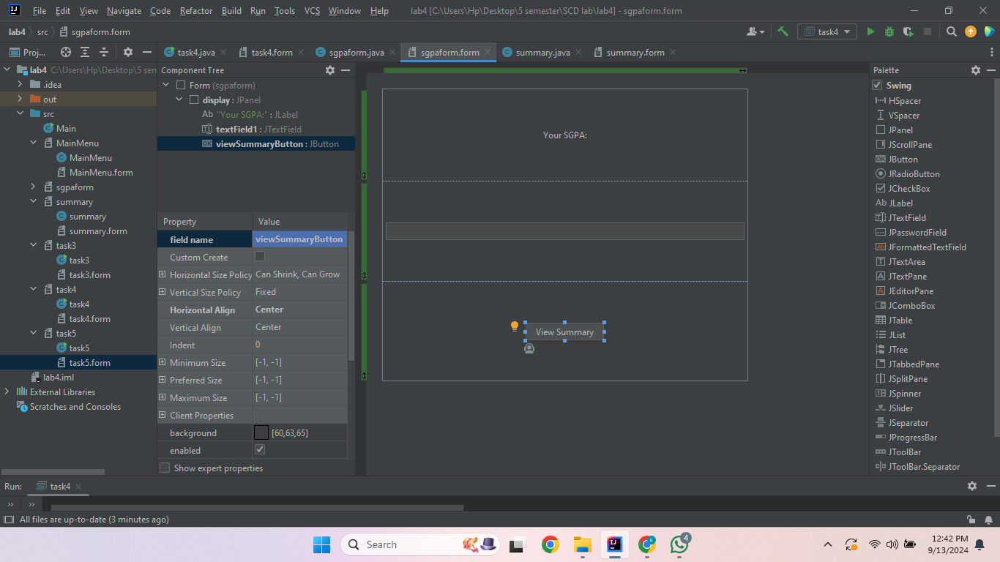 File Edit View Navigate Code Refactor Build Run Tools VCS Window Help lab4 [C:\Users\Hp\Desktop\5 semester\SCD lab\lab4] - sgpaform.form
lab4 src sgpaform.form task4
Proj... task4.java task4.form sgpaform.java sgpaform.form summary.java summary.form
lab4 C:\Users\Hp\Desktop\5 sem
.idea
out
src
Main
MainMenu
MainMenu
MainMenu.form
sgpaform
summary
summary
summary.form
task3
task3
task3.form
task4
task4
task4.form
task5
task5
task5.form
lab4.iml
External Libraries
Scratches and Consoles
Component Tree
Form (sgpaform)
display : JPanel
Ab "Your SGPA:" : JLabel
textField1 : JTextField
OK viewSummaryButton : JButton
Property Value
field name viewSummaryButton
Custom Create
Horizontal Size Policy Can Shrink, Can Grow
Vertical Size Policy Fixed
Horizontal Align Center
Vertical Align Center
Indent 0
Minimum Size [-1, -1]
Preferred Size [-1, -1]
Maximum Size [-1, -1]
Client Properties
background [60,63,65]
enabled
Show expert properties
Your SGPA:
View Summary
Palette
Swing
HSpacer
VSpacer
JPanel
JScrollPane
OK JButton
JRadioButton
JCheckBox
Ab JLabel
JTextField
JPasswordField
JFormattedTextField
JTextArea
JTextPane
JEditorPane
JComboBox
JTable
JList
JTree
JTabbedPane
JSplitPane
JSpinner
JSlider
JSeparator
JProgressBar
JToolBar
JToolBar.Separator
Run: task4
All files are up-to-date (3 minutes ago)
Search
4
12:42 PM
9/13/2024